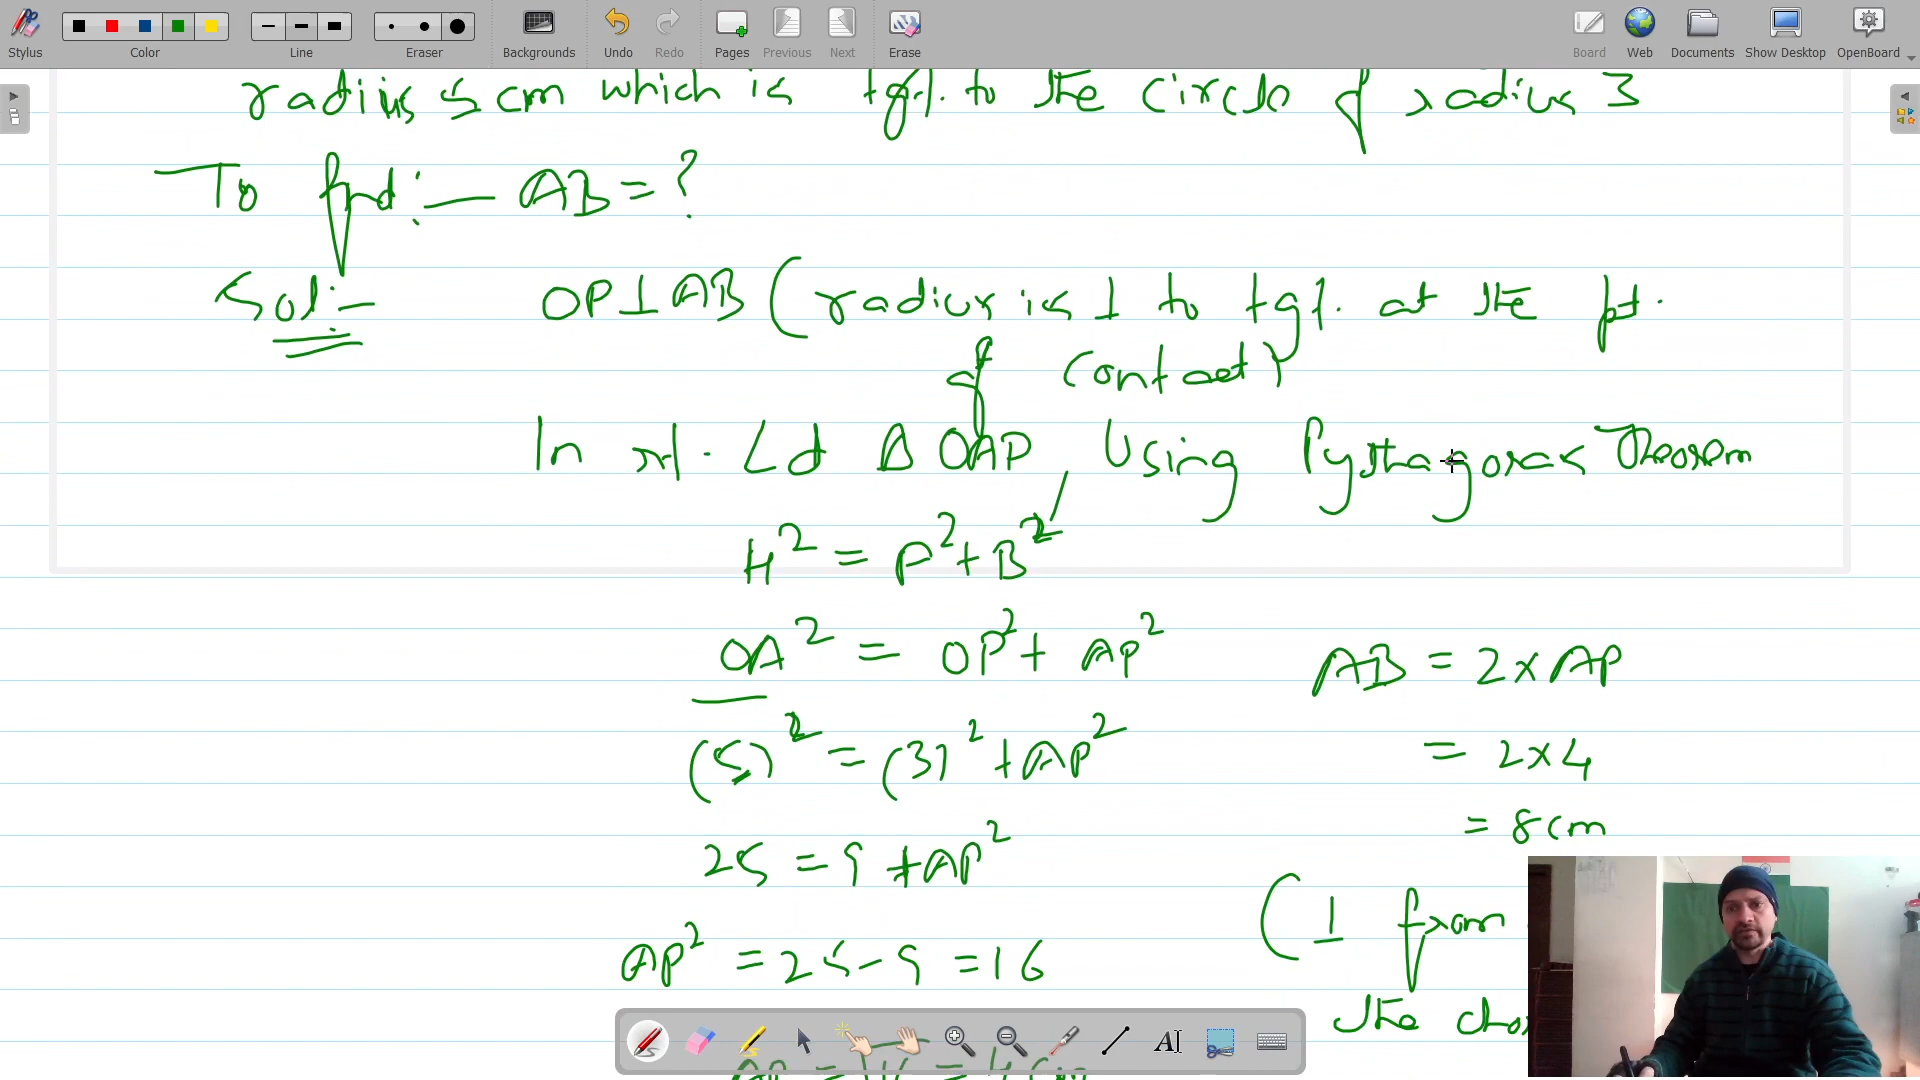 Stylus Color Line Eraser Backgrounds Undo Redo Pages Previous Next Erase Board Web Documents Show Desktop OpenBoard
radius 5 cm which is tgt. to the circle of radius 3
To find:— AB = ?
Sol:— OP⊥AB (radius is ⊥ to tgt. at the pt.
of contact)
In rt. ∠d Δ OAP, Using Pythagoras Theorem
H² = P² + B²
OA² = OP² + AP²
AB = 2 × AP
(5)² = (3)² + AP²
= 2 × 4
25 = 9 + AP²
= 8 cm
(⊥ from
AP² = 25 - 9 = 16
the
AP = √16 = 4 cm